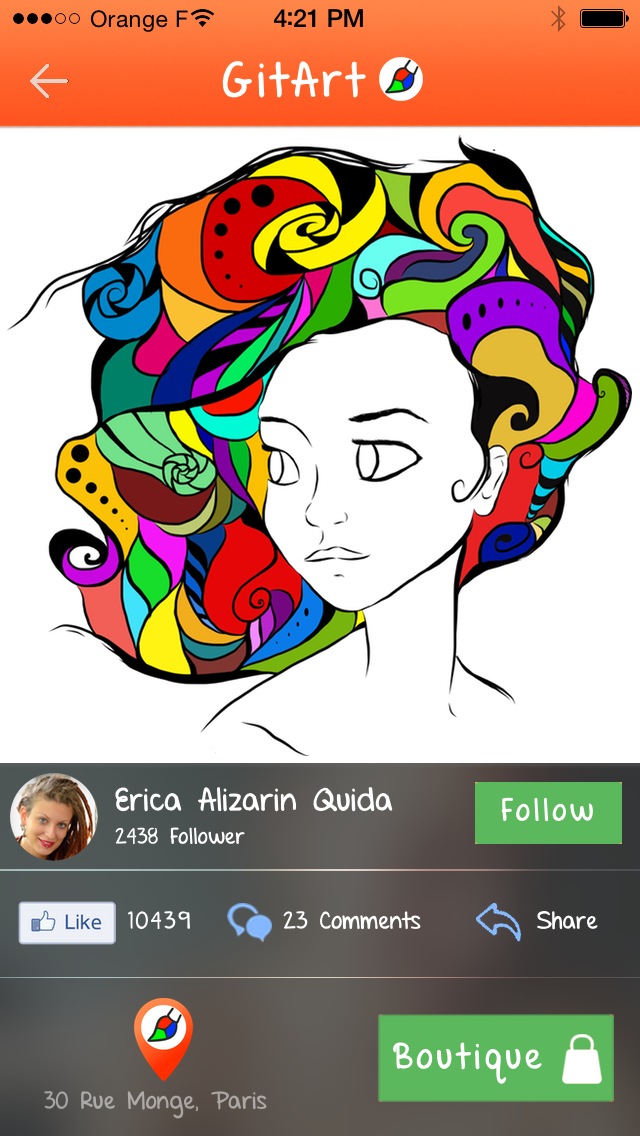 Orange F 4:21 PM
GitArt
Erica Alizarin Quida
2438 Follower
Follow
Like 10439 23 Comments Share
30 Rue Monge, Paris
Boutique